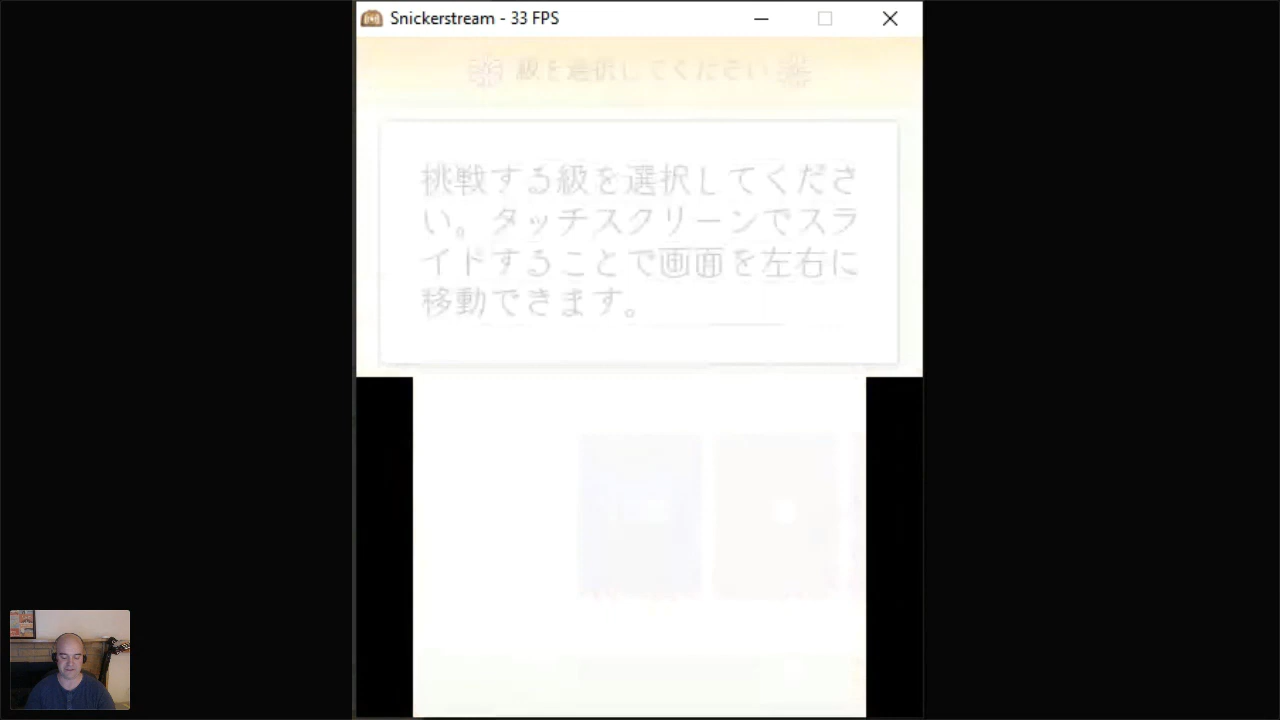 Snickerstream - 33 FPS
級を選択してください
挑戦する級を選択してくださ
い。タッチスクリーンでスラ
イドすることで画面を左右に
移動できます。